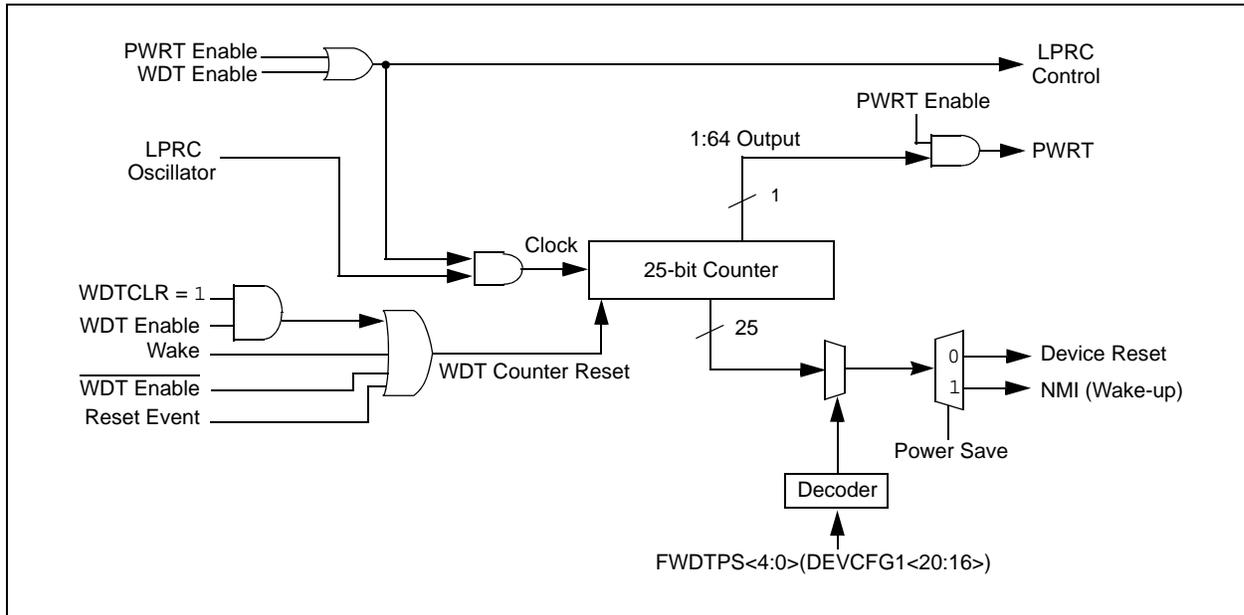 PWRT Enable
WDT Enable
LPRC
Control
PWRT Enable
1:64 Output
PWRT
LPRC
Oscillator
1
Clock
25-bit Counter
WDTCLR = 1
WDT Enable
Wake
25
WDT Counter Reset
0
Device Reset
WDT Enable
1
NMI (Wake-up)
Reset Event
Power Save
Decoder
FWDTPS<4:0>(DEVCFG1<20:16>)